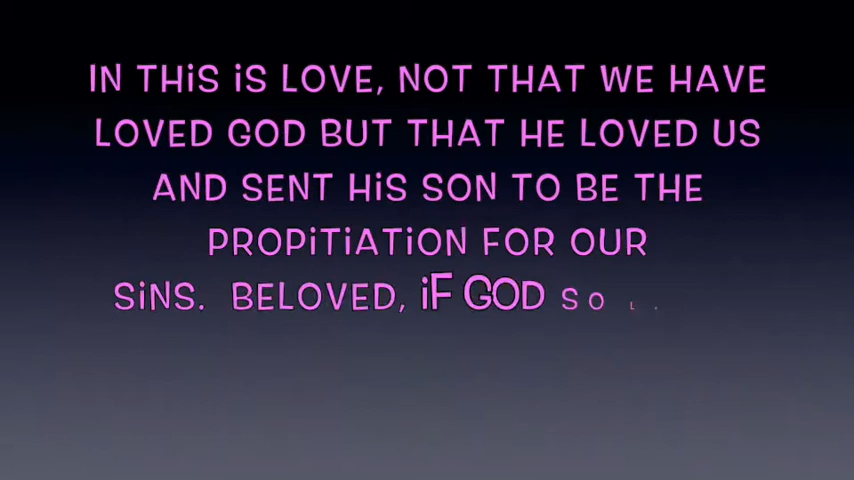 IN THiS iS LOVE, NOT THAT WE HAVE
LOVED GOD BUT THAT HE LOVED US
AND SENT HiS SON TO BE THE
PROPiTiATiON FOR OUR
SiNS. BELOVED, iF GOD SO